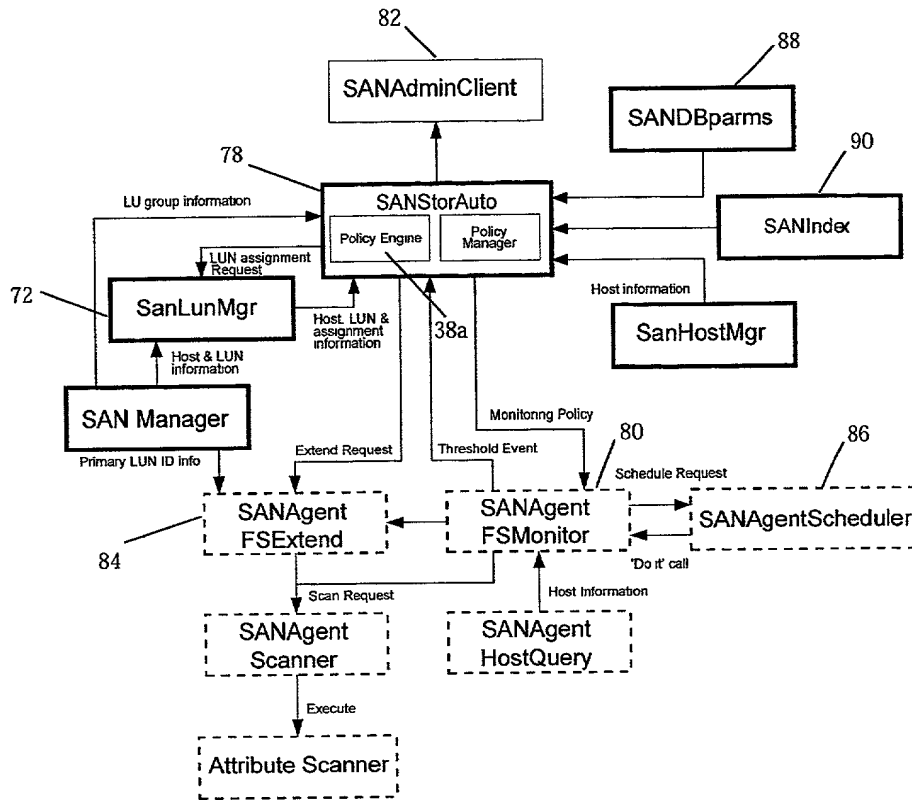 82
SANAdminClient
88
SANDBparms
78
90
LU group information
SANStorAuto
Policy Engine
Policy
Manager
SANIndex
LUN assignment
Request
Host information
72
SanLunMgr
Host. LUN &
assignment
information
38a
SanHostMgr
Host & LUN
information
SAN Manager
Primary LUN ID info
Monitorng Policy
80
86
Extend Request
Threshold Event
Schedule Request
SANAgent
FSExtend
SANAgent
FSMonitor
SANAgentScheduler
84
'Do it' call
Scan Request
Host Information
SANAgent
Scanner
SANAgent
HostQuery
Execute
Attribute Scanner